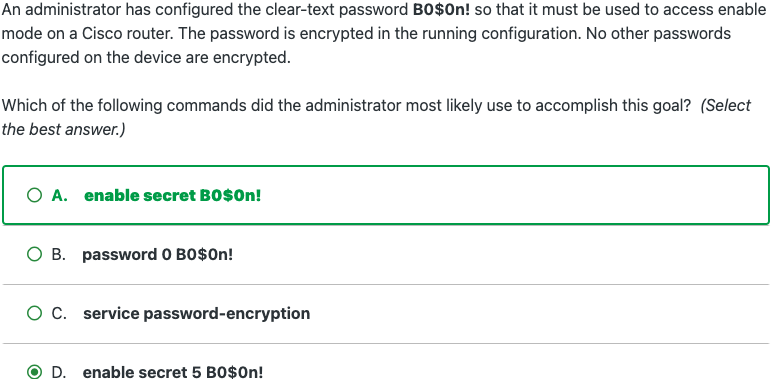 An administrator has configured the clear-text password B0$0n! so that it must be used to access enable
mode on a Cisco router. The password is encrypted in the running configuration. No other passwords
configured on the device are encrypted.
Which of the following commands did the administrator most likely use to accomplish this goal? (Select
the best answer.)
A. enable secret B0$0n!
B. password 0 B0$0n!
C. service password-encryption
D. enable secret 5 B0$0n!